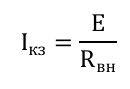 Iкз = E / Rвн